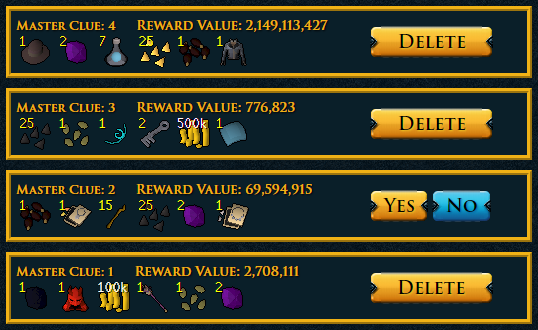 Master Clue: 4 Reward Value: 2,149,113,427
1 2 7 25 1 1
Delete
Master Clue: 3 Reward Value: 776,823
25 1 1 2 500k 1
Delete
Master Clue: 2 Reward Value: 69,594,915
1 1 15 25 2 1
Yes No
Master Clue: 1 Reward Value: 2,708,111
1 1 100k 1 1 2
Delete